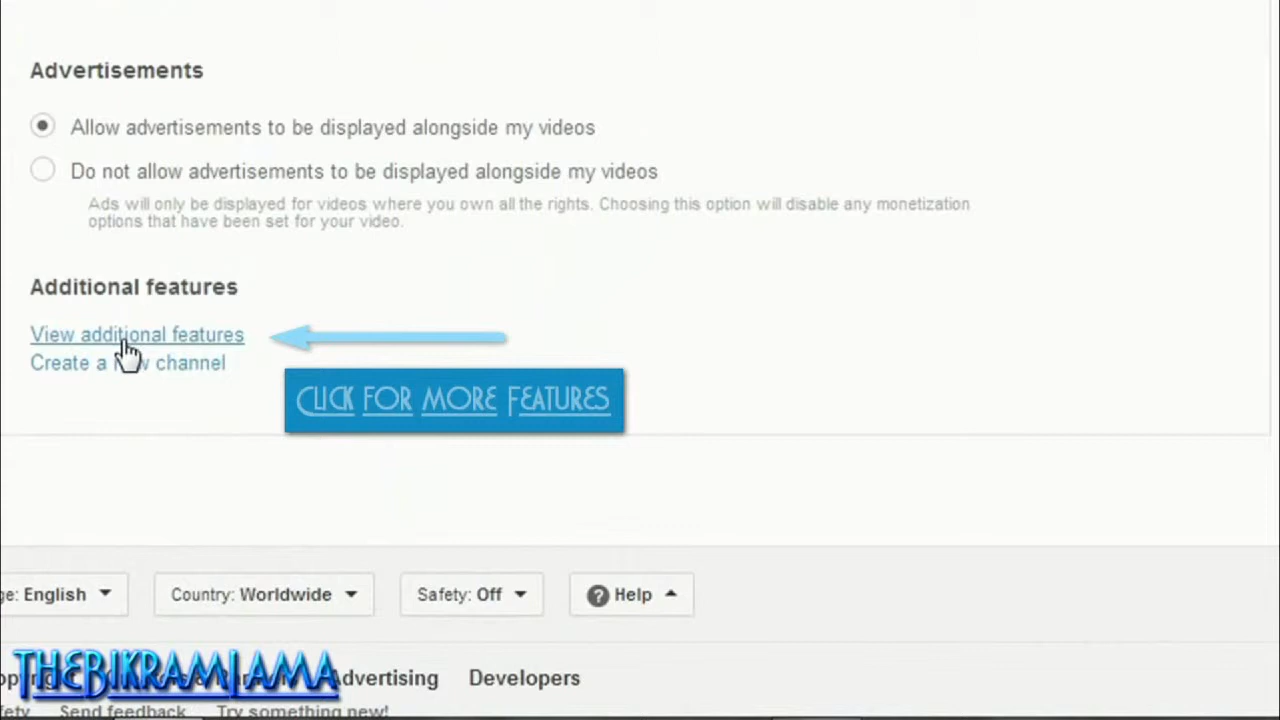 Advertisements
Allow advertisements to be displayed alongside my videos
Do not allow advertisements to be displayed alongside my videos
Ads will only be displayed for videos where you own all the rights. Choosing this option will disable any monetization
options that have been set for your video.
Additional features
View additional features
Create a channel
Click for more Features
English Country: Worldwide Safety: Off Help
TheBikramLama Advertising Developers
Send feedback Try something new!